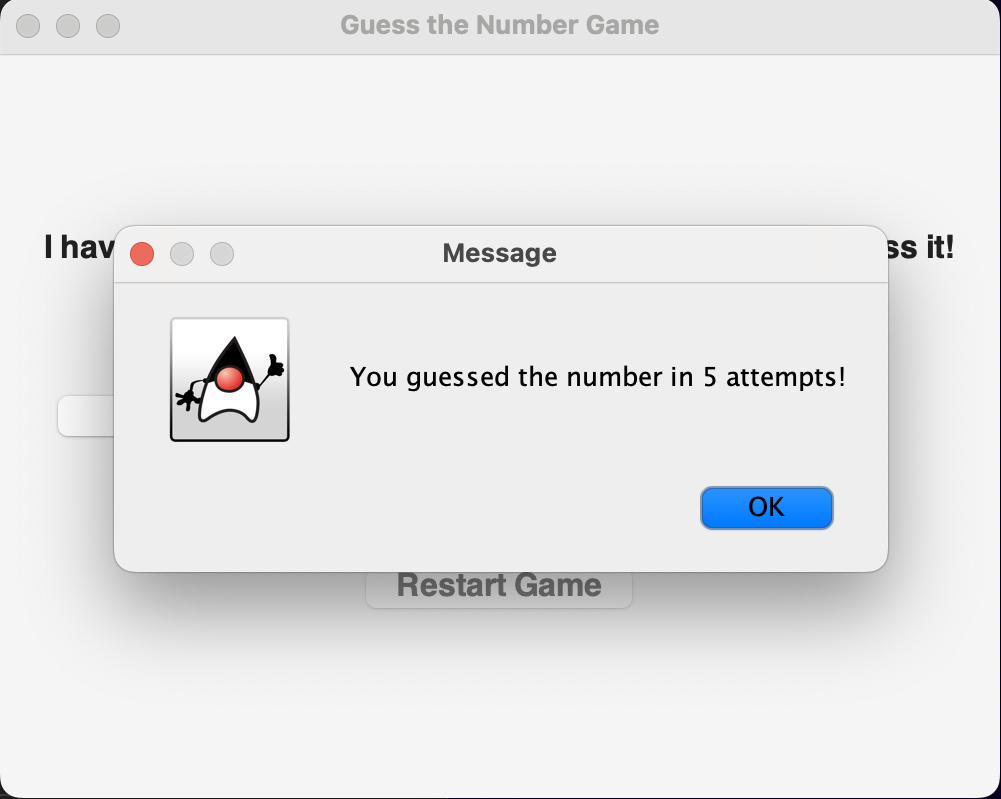 Guess the Number Game
I hav
ss it!
Message
You guessed the number in 5 attempts!
OK
Restart Game